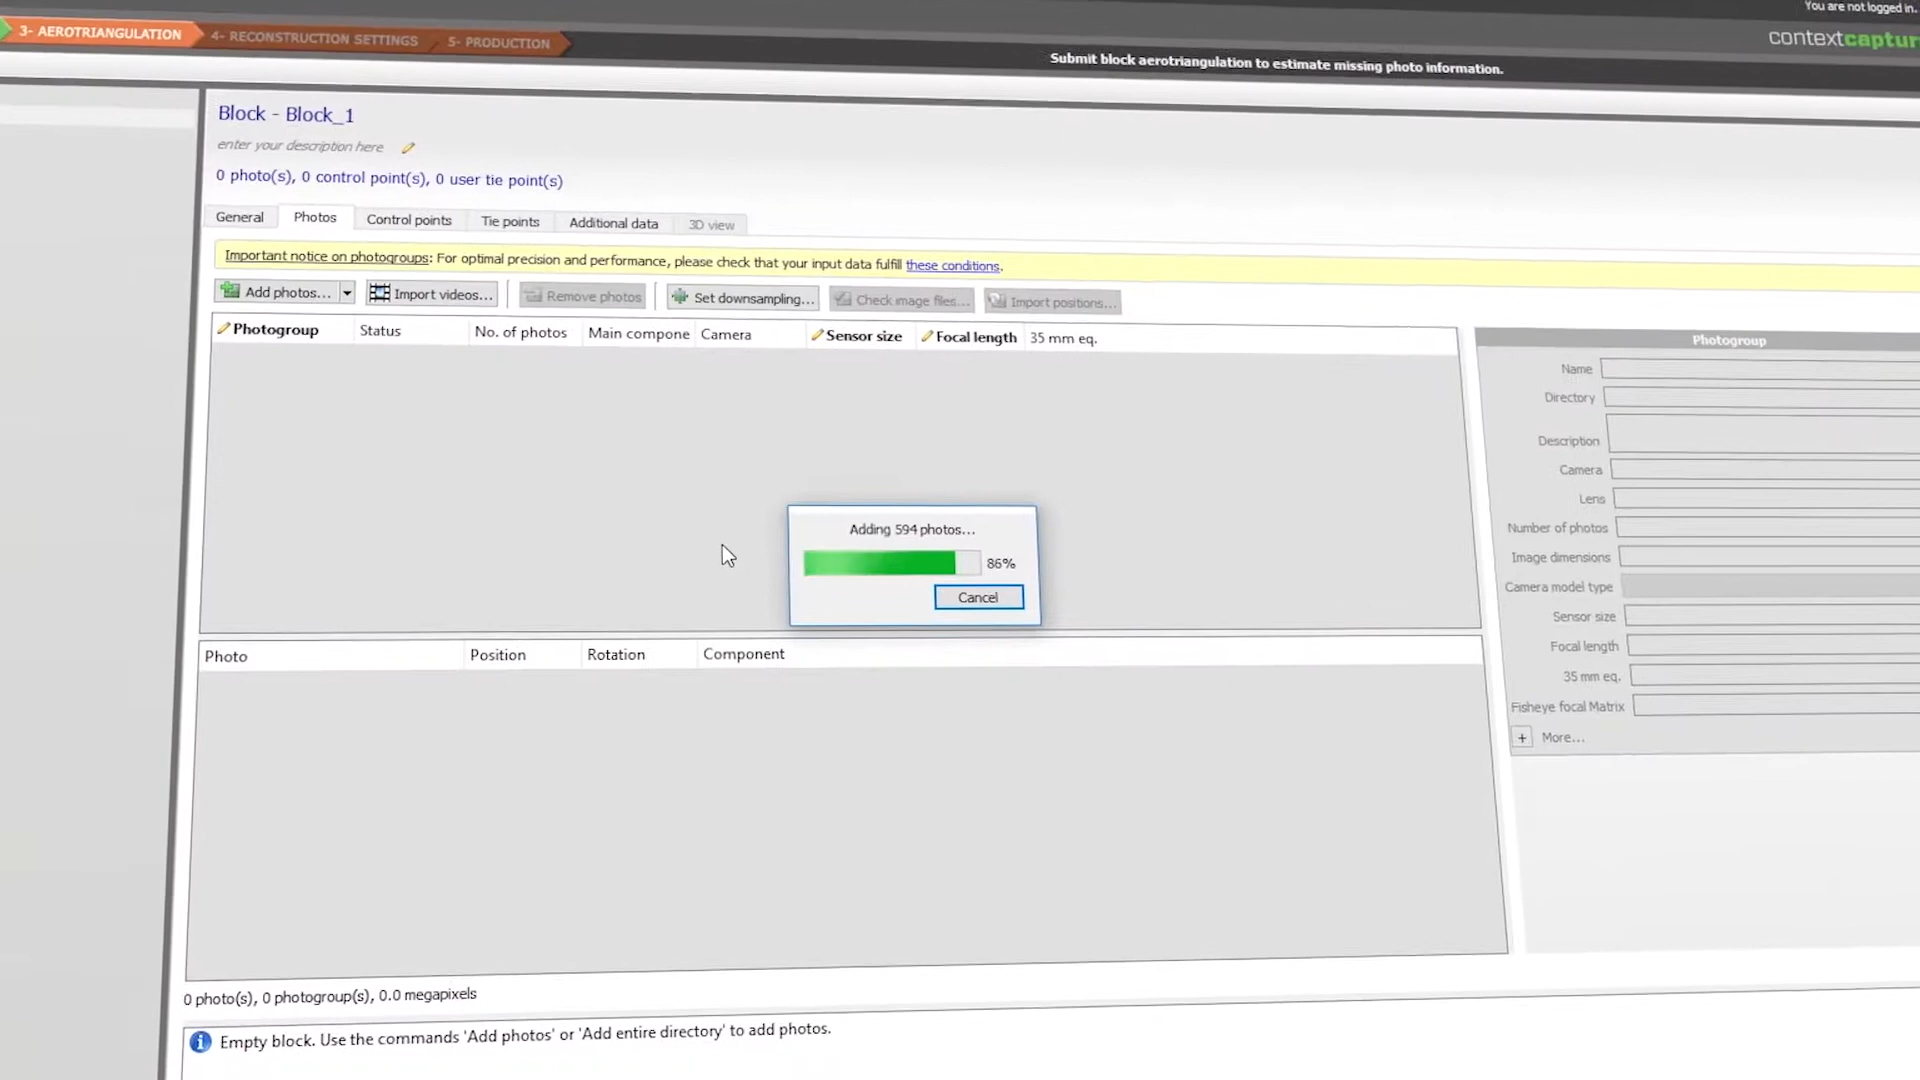 You are not logged in.
3- AEROTRIANGULATION 4- RECONSTRUCTION SETTINGS 5- PRODUCTION
contextcaptur
Submit block aerotriangulation to estimate missing photo information.
Block - Block_1
enter your description here
0 photo(s), 0 control point(s), 0 user tie point(s)
General Photos Control points Tie points Additional data 3D view
Important notice on photogroups: For optimal precision and performance, please check that your input data fulfill these conditions.
Add photos... Import videos... Remove photos Set downsampling... Check image files... Import positions...
Photogroup Status No. of photos Main compone Camera Sensor size Focal length 35 mm eq.
Photogroup
Name
Directory
Description
Camera
Lens
Number of photos
Image dimensions
Camera model type
Sensor size
Focal length
35 mm eq.
Fisheye focal Matrix
+ More...
Adding 594 photos...
86%
Cancel
Photo Position Rotation Component
0 photo(s), 0 photogroup(s), 0.0 megapixels
Empty block. Use the commands 'Add photos' or 'Add entire directory' to add photos.